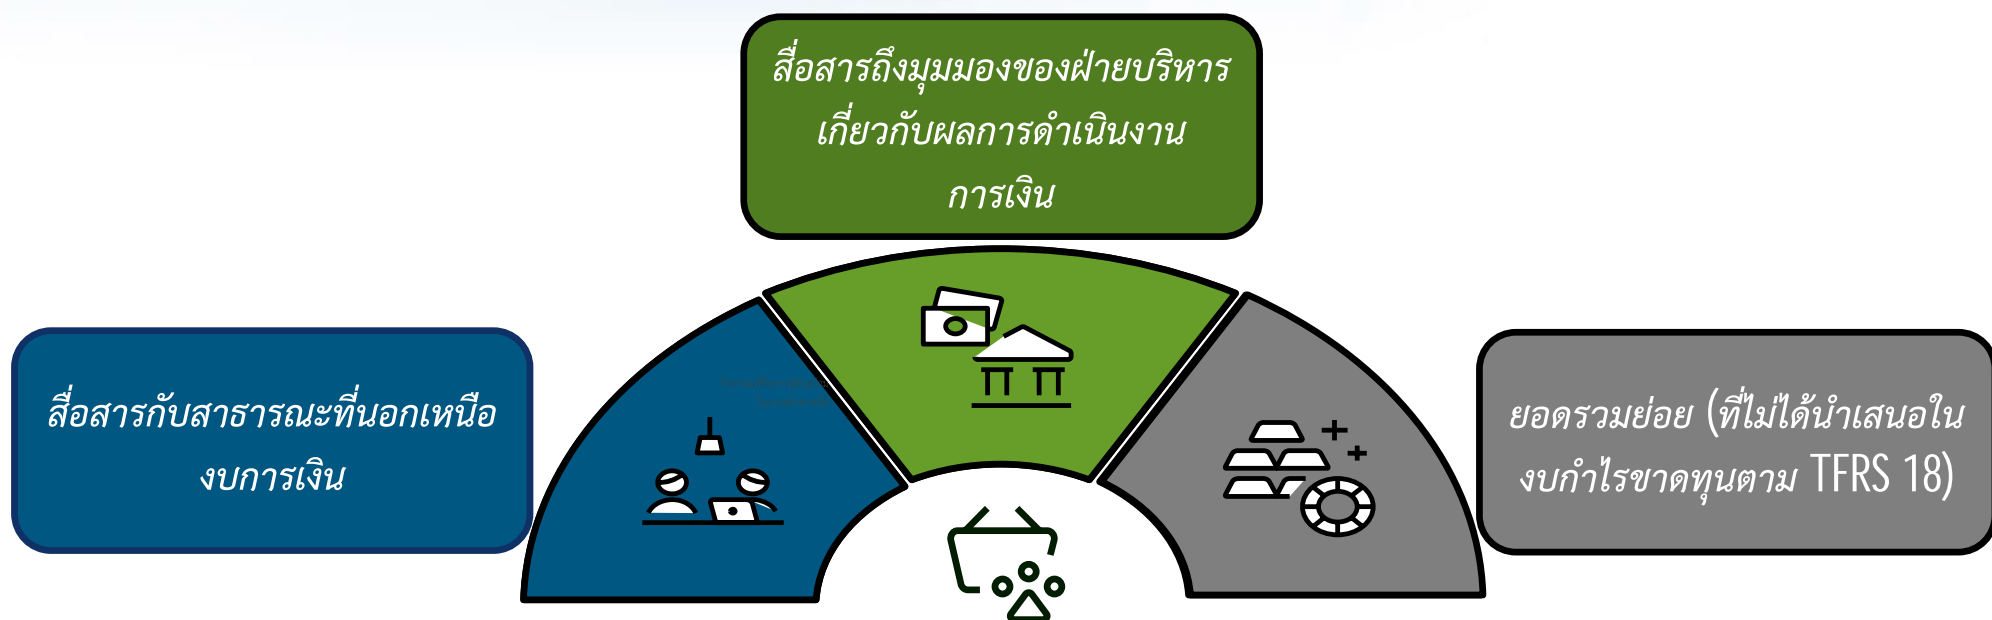 สื่อสารถึงมุมมองของฝ่ายบริหาร
เกี่ยวกับผลการดำเนินงาน
การเงิน
สื่อสารกับสาธารณะที่นอกเหนือ
งบการเงิน
ยอดรวมย่อย (ที่ไม่ได้นำเสนอใน
งบกำไรขาดทุนตาม TFRS 18)